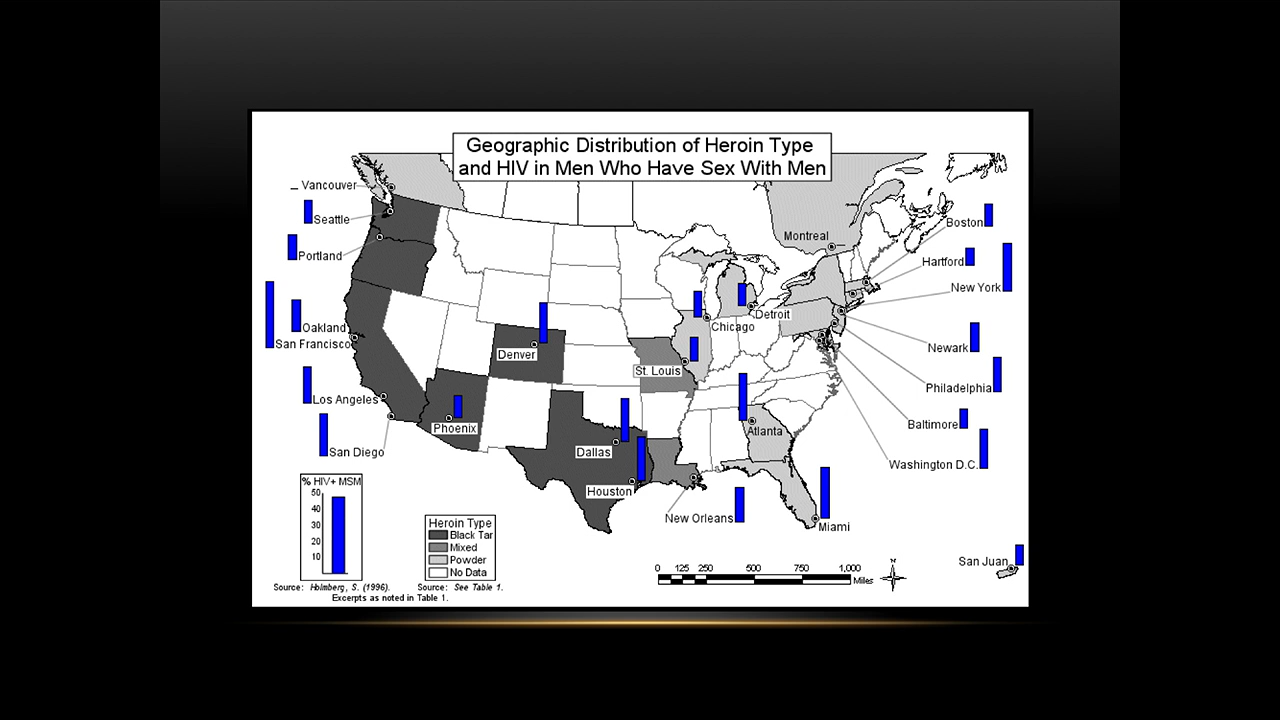 Geographic Distribution of Heroin Type
and HIV in Men Who Have Sex With Men
Vancouver
Seattle
Portland
Oakland
San Francisco
Los Angeles
San Diego
Phoenix
Denver
Dallas
Houston
St. Louis
Chicago
Detroit
Atlanta
New Orleans
Miami
Montreal
Boston
Hartford
New York
Newark
Philadelphia
Baltimore
Washington D.C.
San Juan
% HIV+ MSM
50
40
30
20
10
Heroin Type
Black Tar
Mixed
Powder
No Data
0 125 250 500 750 1,000
Miles
N
Source: Holmberg, S. (1996).
Source: See Table 1.
Excerpts as noted in Table 1.